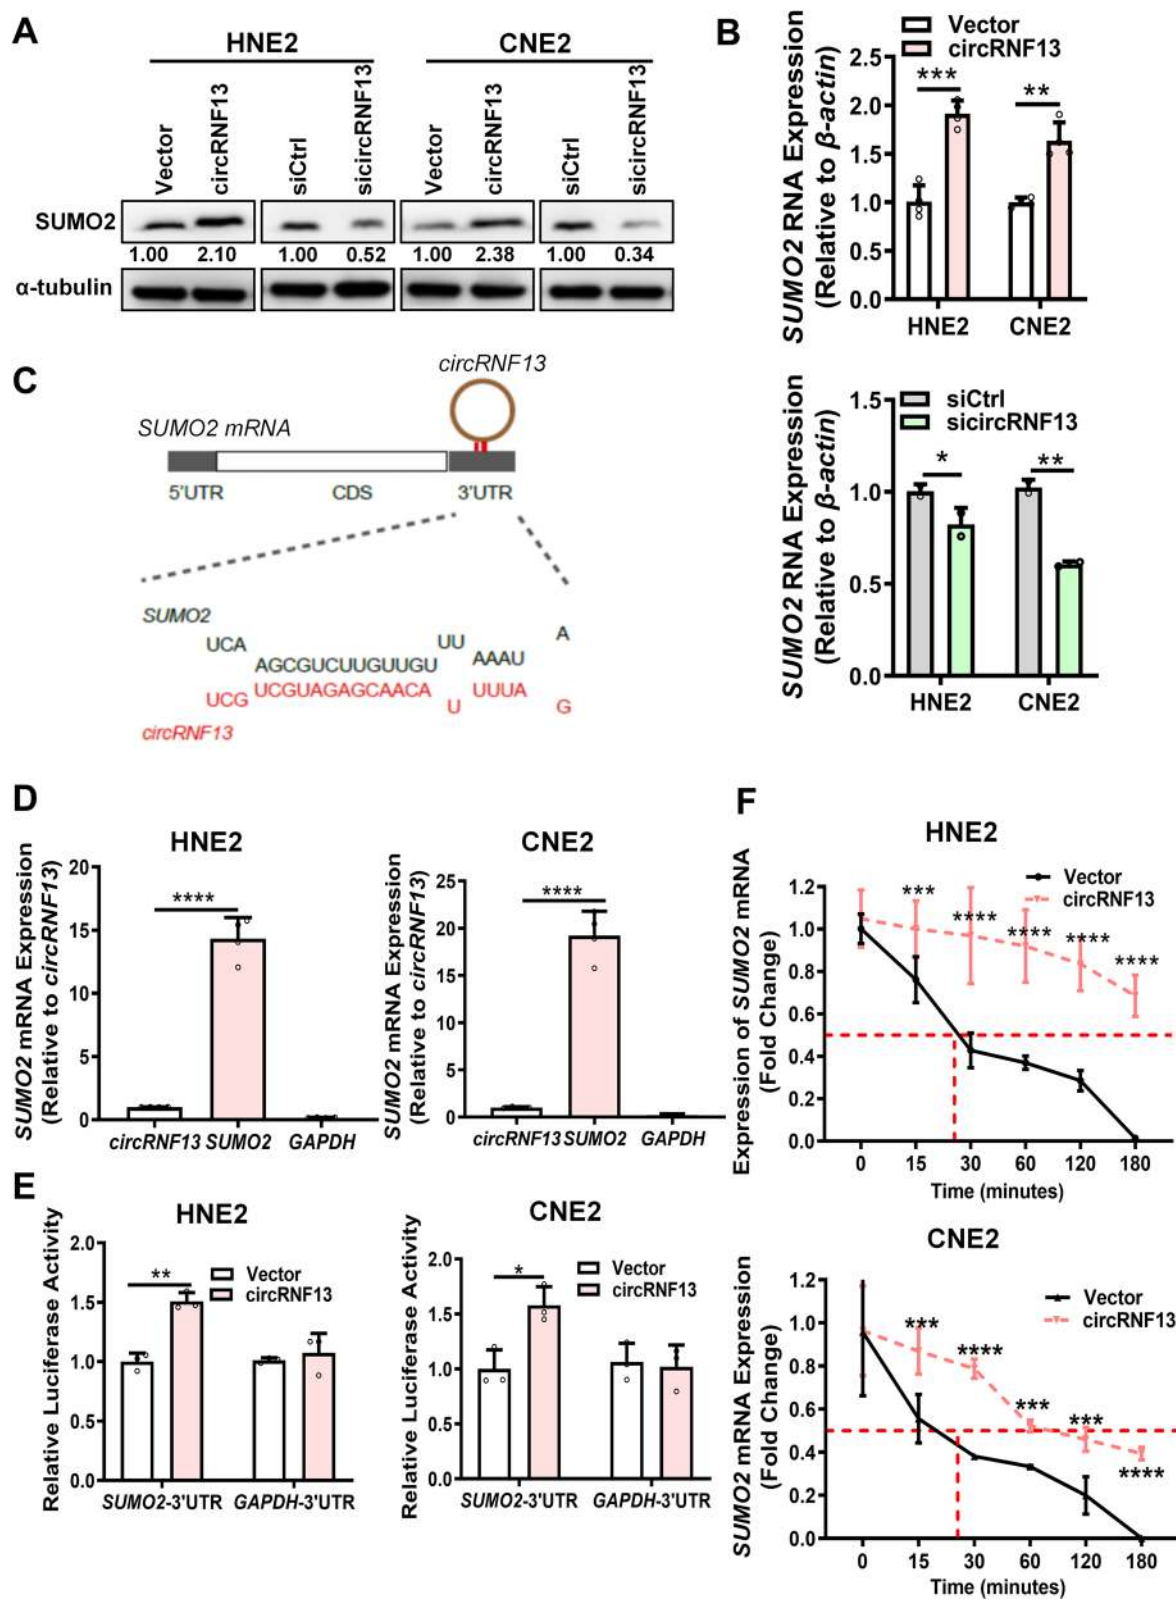 A
HNE2
CNE2
Vector
circRNF13
siCtrl
sicircRNF13
Vector
circRNF13
siCtrl
sicircRNF13
SUMO2
1.00 2.10 1.00 0.52 1.00 2.38 1.00 0.34
α-tubulin
B
Vector
circRNF13
SUMO2 RNA Expression
(Relative to β-actin)
2.5
2.0
1.5
1.0
0.5
0.0
***
**
HNE2 CNE2
siCtrl
sicircRNF13
SUMO2 RNA Expression
(Relative to β-actin)
1.5
1.0
0.5
0.0
*
**
HNE2 CNE2
C
circRNF13
SUMO2 mRNA
5'UTR CDS 3'UTR
SUMO2
UCA AGCGUCUUGUUGU UU AAAU A
UCG UCGUAGAGCAACA U UUUA G
circRNF13
D
HNE2
SUMO2 mRNA Expression
(Relative to circRNF13)
20
15
10
5
0
****
circRNF13 SUMO2 GAPDH
CNE2
SUMO2 mRNA Expression
(Relative to circRNF13)
25
20
15
10
5
0
****
circRNF13 SUMO2 GAPDH
E
HNE2
Relative Luciferase Activity
2.0
1.5
1.0
0.5
0.0
**
Vector
circRNF13
SUMO2-3'UTR GAPDH-3'UTR
CNE2
Relative Luciferase Activity
2.0
1.5
1.0
0.5
0.0
*
Vector
circRNF13
SUMO2-3'UTR GAPDH-3'UTR
F
HNE2
Vector
circRNF13
Expression of SUMO2 mRNA
(Fold Change)
1.2
1.0
0.8
0.6
0.4
0.2
0.0
***
****
****
****
****
0 15 30 60 120 180
Time (minutes)
CNE2
Vector
circRNF13
SUMO2 mRNA Expression
(Fold Change)
1.2
1.0
0.8
0.6
0.4
0.2
0.0
***
****
***
***
****
0 15 30 60 120 180
Time (minutes)